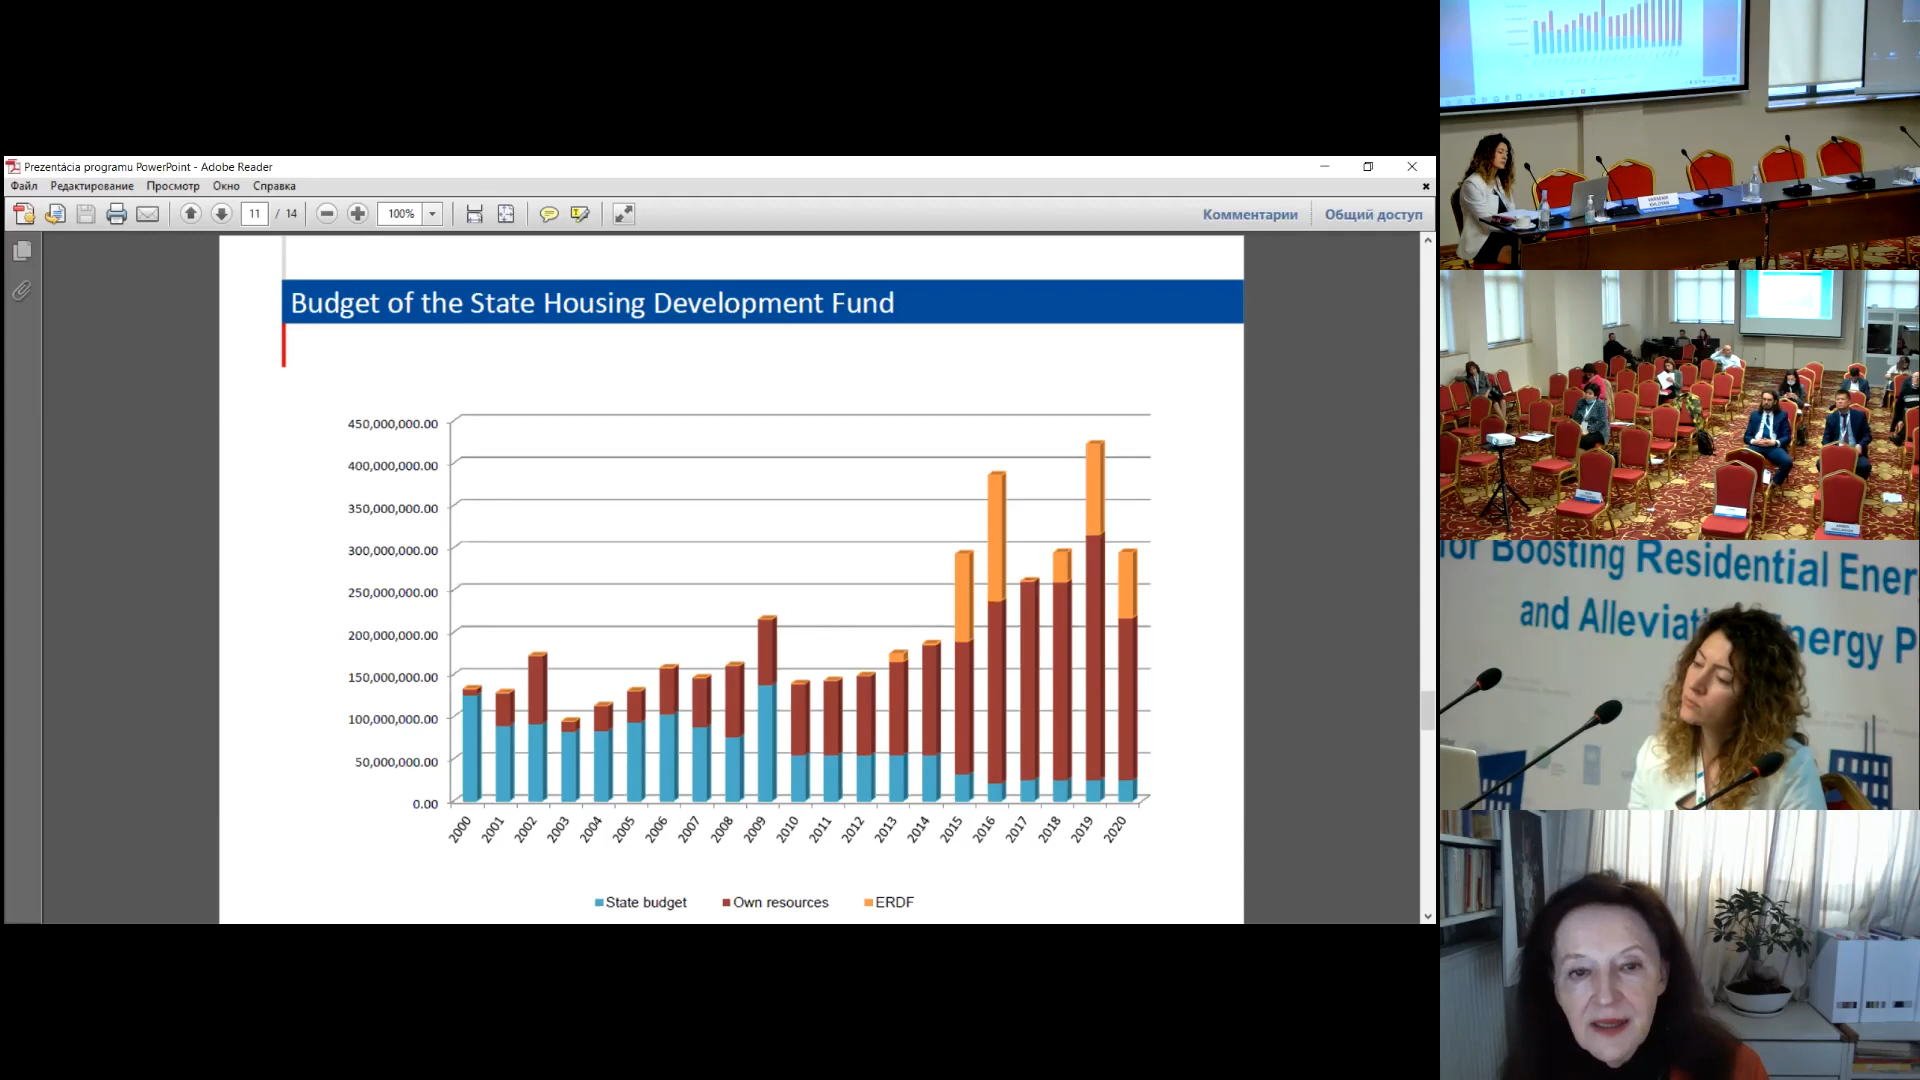 Prezentácia programu PowerPoint - Adobe Reader
Файл Редактирование Просмотр Окно Справка
11 / 14 100% Комментарии Общий доступ
Budget of the State Housing Development Fund
450,000,000.00
400,000,000.00
350,000,000.00
300,000,000.00
250,000,000.00
200,000,000.00
150,000,000.00
100,000,000.00
50,000,000.00
0.00
2000 2001 2002 2003 2004 2005 2006 2007 2008 2009 2010 2011 2012 2013 2014 2015 2016 2017 2018 2019 2020
State budget Own resources ERDF
for Boosting Residential Ener
and Alleviati nergy P